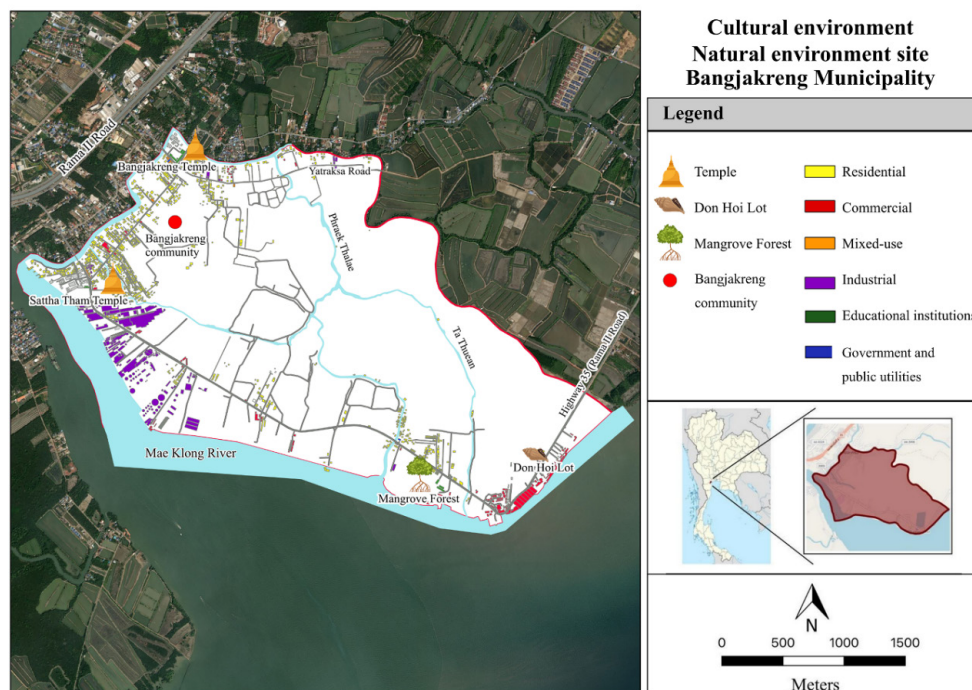 Cultural environment
Natural environment site
Bangjakreng Municipality
Legend
Temple
Don Hoi Lot
Mangrove Forest
Bangjakreng
community
Residential
Commercial
Mixed-use
Industrial
Educational institutions
Government and
public utilities
N
0 500 1000 1500
Meters
Rama II Road
Bangjakreng Temple
Yatraksa Road
Bangjakreng
community
Phraek Thalae
Sattha Tham Temple
Ta Thuean
Highway 35 (Rama II Road)
Mae Klong River
Don Hoi Lot
Mangrove Forest